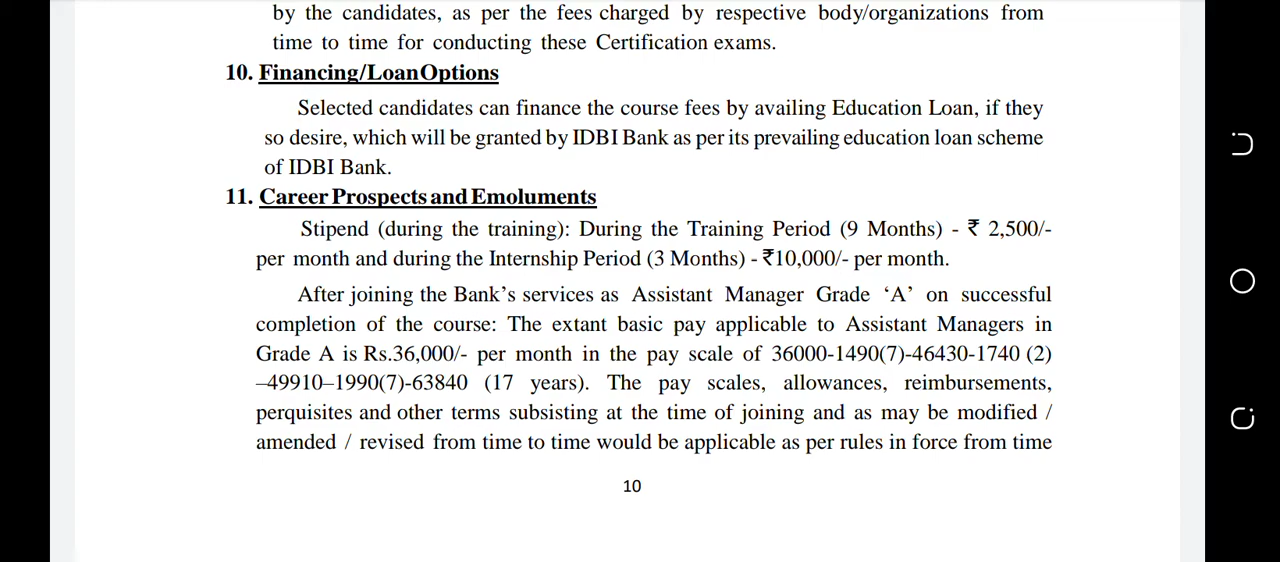 by the candidates, as per the fees charged by respective body/organizations from
time to time for conducting these Certification exams.
10. Financing/Loan Options
Selected candidates can finance the course fees by availing Education Loan, if they
so desire, which will be granted by IDBI Bank as per its prevailing education loan scheme
of IDBI Bank.
11. Career Prospects and Emoluments
Stipend (during the training): During the Training Period (9 Months) - ₹ 2,500/-
per month and during the Internship Period (3 Months) - ₹10,000/- per month.
After joining the Bank’s services as Assistant Manager Grade ‘A’ on successful
completion of the course: The extant basic pay applicable to Assistant Managers in
Grade A is Rs.36,000/- per month in the pay scale of 36000-1490(7)-46430-1740 (2)
–49910–1990(7)-63840 (17 years). The pay scales, allowances, reimbursements,
perquisites and other terms subsisting at the time of joining and as may be modified /
amended / revised from time to time would be applicable as per rules in force from time
10